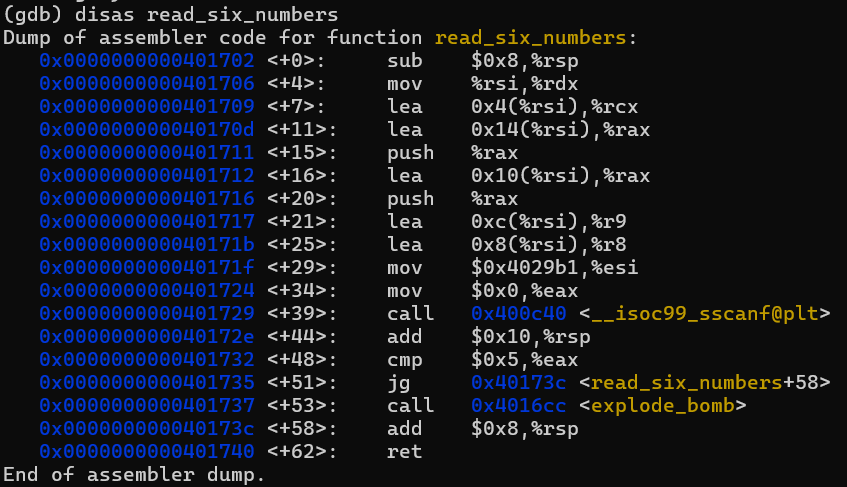 (gdb) disas read_six_numbers
Dump of assembler code for function read_six_numbers:
   0x0000000000401702 <+0>:     sub    $0x8,%rsp
   0x0000000000401706 <+4>:     mov    %rsi,%rdx
   0x0000000000401709 <+7>:     lea    0x4(%rsi),%rcx
   0x000000000040170d <+11>:    lea    0x14(%rsi),%rax
   0x0000000000401711 <+15>:    push   %rax
   0x0000000000401712 <+16>:    lea    0x10(%rsi),%rax
   0x0000000000401716 <+20>:    push   %rax
   0x0000000000401717 <+21>:    lea    0xc(%rsi),%r9
   0x000000000040171b <+25>:    lea    0x8(%rsi),%r8
   0x000000000040171f <+29>:    mov    $0x4029b1,%esi
   0x0000000000401724 <+34>:    mov    $0x0,%eax
   0x0000000000401729 <+39>:    call   0x400c40 <__isoc99_sscanf@plt>
   0x000000000040172e <+44>:    add    $0x10,%rsp
   0x0000000000401732 <+48>:    cmp    $0x5,%eax
   0x0000000000401735 <+51>:    jg     0x40173c <read_six_numbers+58>
   0x0000000000401737 <+53>:    call   0x4016cc <explode_bomb>
   0x000000000040173c <+58>:    add    $0x8,%rsp
   0x0000000000401740 <+62>:    ret
End of assembler dump.